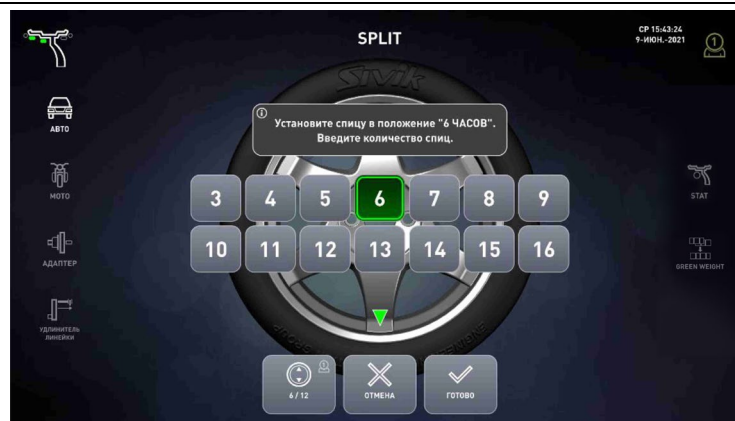 SPLIT
СР 15:43:24
9-ИЮН.-2021
1
Sivik
АВТО
Установите спицу в положение "6 ЧАСОВ".
Введите количество спиц.
МОТО
STAT
3 4 5 6 7 8 9
10 11 12 13 14 15 16
АДАПТЕР
GREEN WEIGHT
УДЛИНИТЕЛЬ
ЛИНЕЙКИ
6 / 12
ОТМЕНА
ГОТОВО